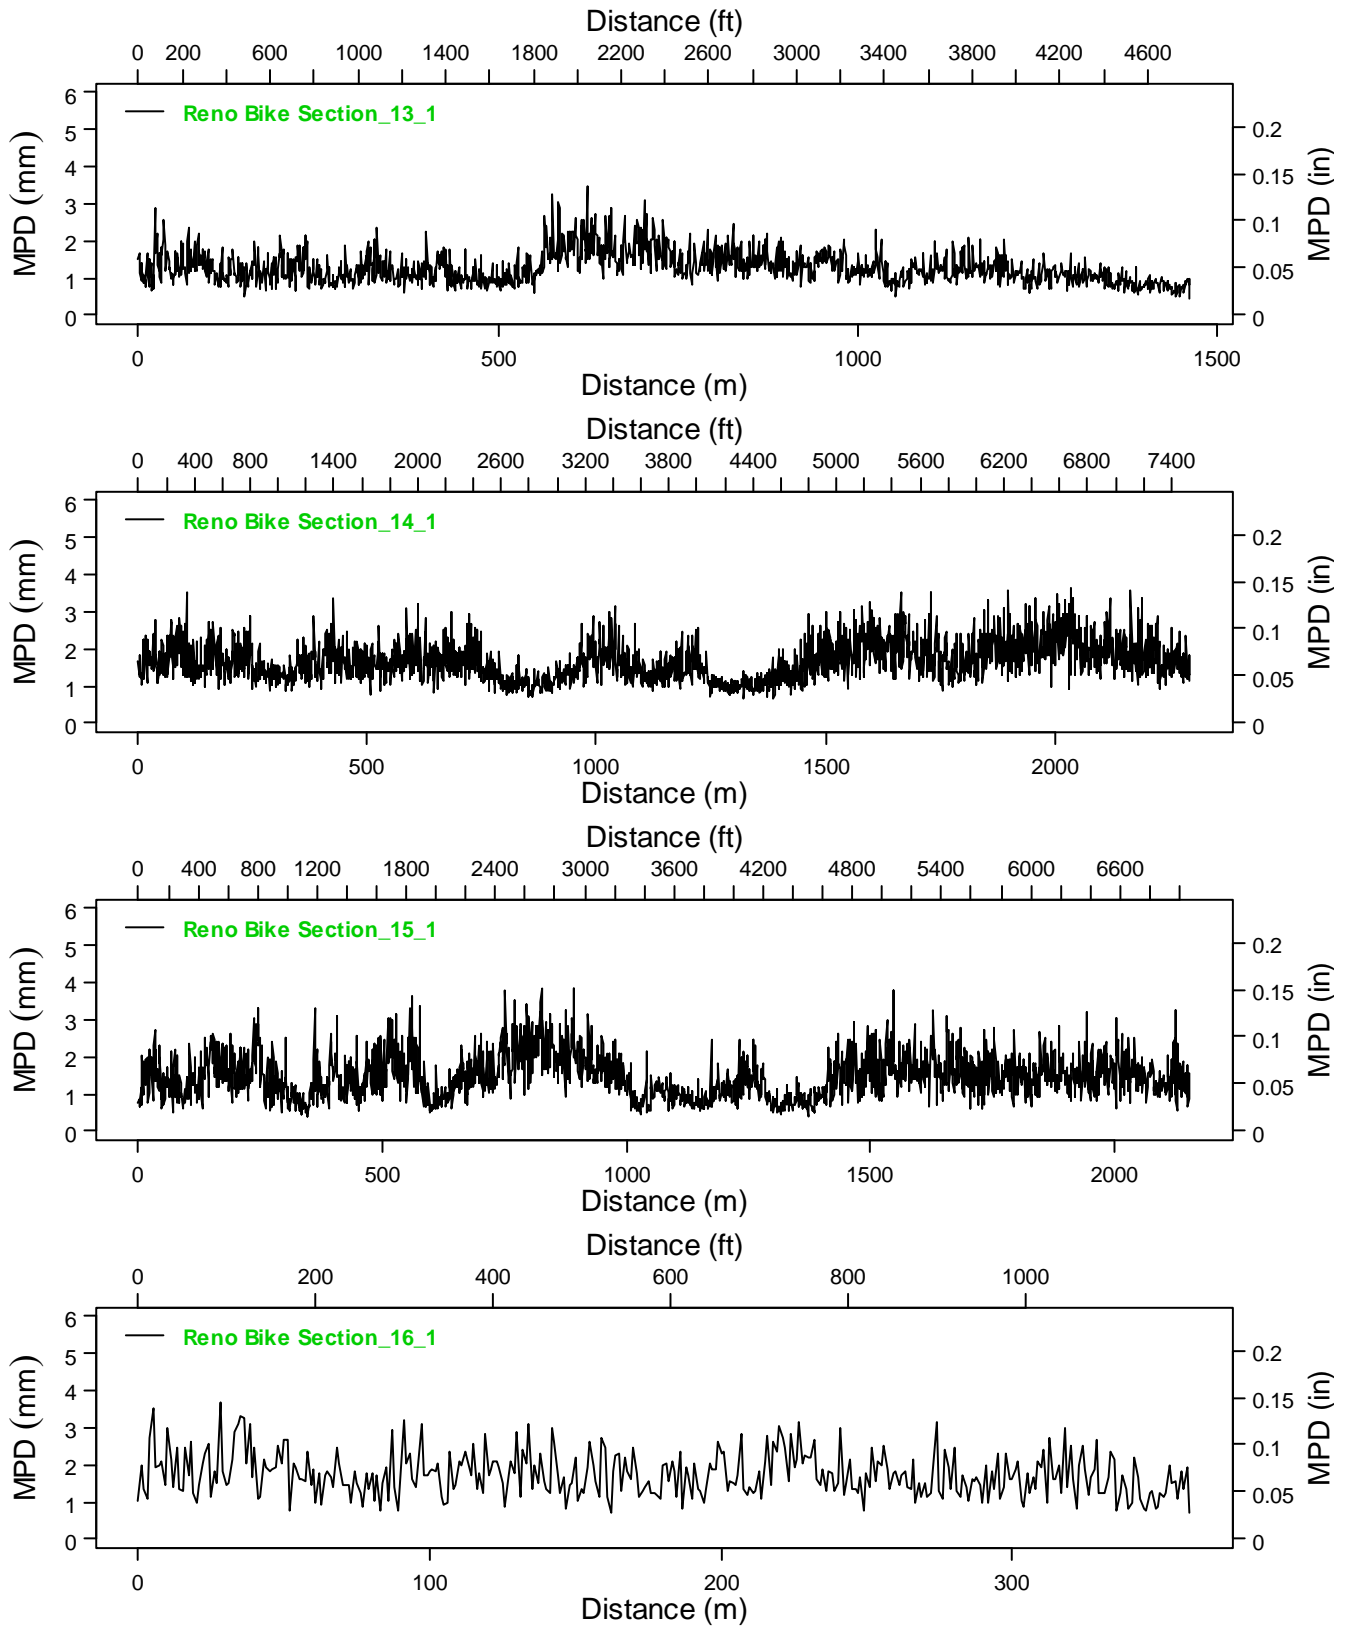 Distance (ft)
0 200 600 1000 1400 1800 2200 2600 3000 3400 3800 4200 4600
Reno Bike Section_13_1
MPD (mm)
6
5
4
3
2
1
0
MPD (in)
0.2
0.15
0.1
0.05
0
0 500 1000 1500
Distance (m)
Distance (ft)
0 400 800 1400 2000 2600 3200 3800 4400 5000 5600 6200 6800 7400
Reno Bike Section_14_1
MPD (mm)
6
5
4
3
2
1
0
MPD (in)
0.2
0.15
0.1
0.05
0
0 500 1000 1500 2000
Distance (m)
Distance (ft)
0 400 800 1200 1800 2400 3000 3600 4200 4800 5400 6000 6600
Reno Bike Section_15_1
MPD (mm)
6
5
4
3
2
1
0
MPD (in)
0.2
0.15
0.1
0.05
0
0 500 1000 1500 2000
Distance (m)
Distance (ft)
0 200 400 600 800 1000
Reno Bike Section_16_1
MPD (mm)
6
5
4
3
2
1
0
MPD (in)
0.2
0.15
0.1
0.05
0
0 100 200 300
Distance (m)